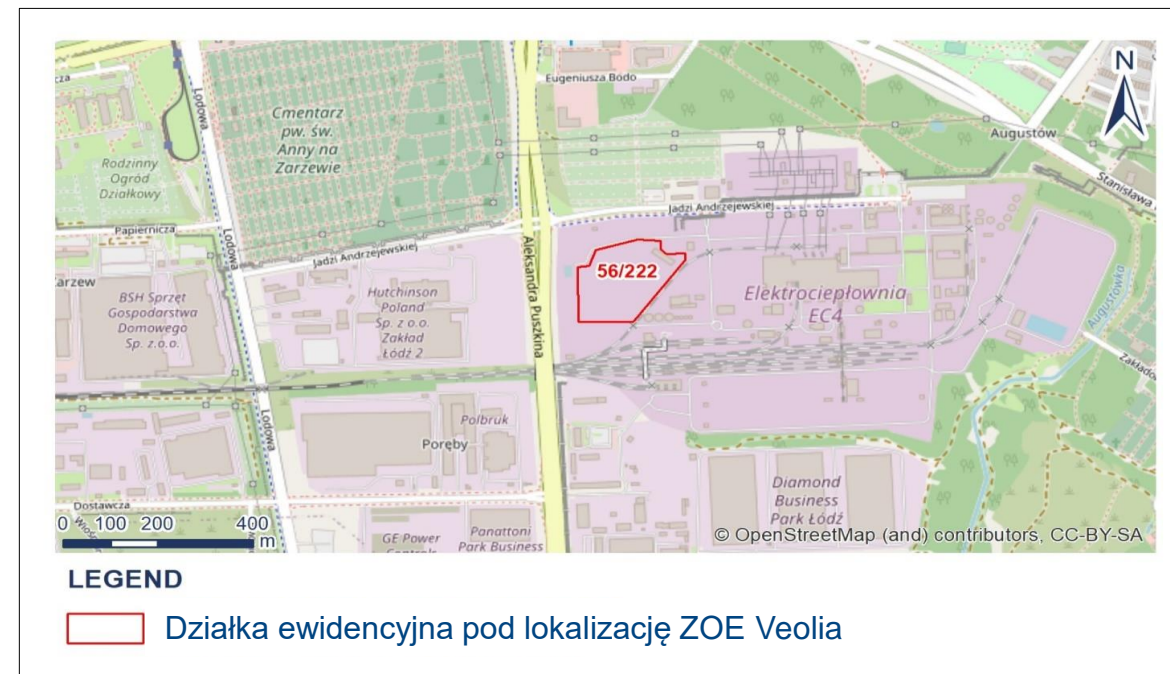 Eugeniusza Bodo
N
Lodowa
Cmentarz
pw. św.
Anny na
Zarzewie
Augustów
Rodzinny
Ogród
Działkowy
Stanisława
Jadzi Andrzejewskiej
Papiernicza
Lodowa
Jadzi Andrzejewskiej
Aleksandra Puszkina
56/222
arzew
BSH Sprzęt
Gospodarstwa
Domowego
Sp. z.o.o.
Hutchinson
Poland
Sp. z o.o.
Zakład
Łódź 2
Elektrociepłownia
EC4
Augustówka
Zakłado
Lodowa
Polbruk
Poręby
Diamond
Business
Park Łódź
Dostawcza
0 100 200 400
m
GE Power
Controls
Panattoni
Park Business
© OpenStreetMap (and) contributors, CC-BY-SA
LEGEND
Działka ewidencyjna pod lokalizację ZOE Veolia